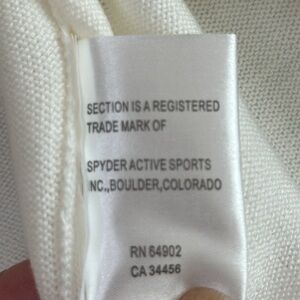 SECTION IS A REGISTERED
TRADE MARK OF
SPYDER ACTIVE SPORTS
INC.,BOULDER,COLORADO
RN 64902
CA 34456